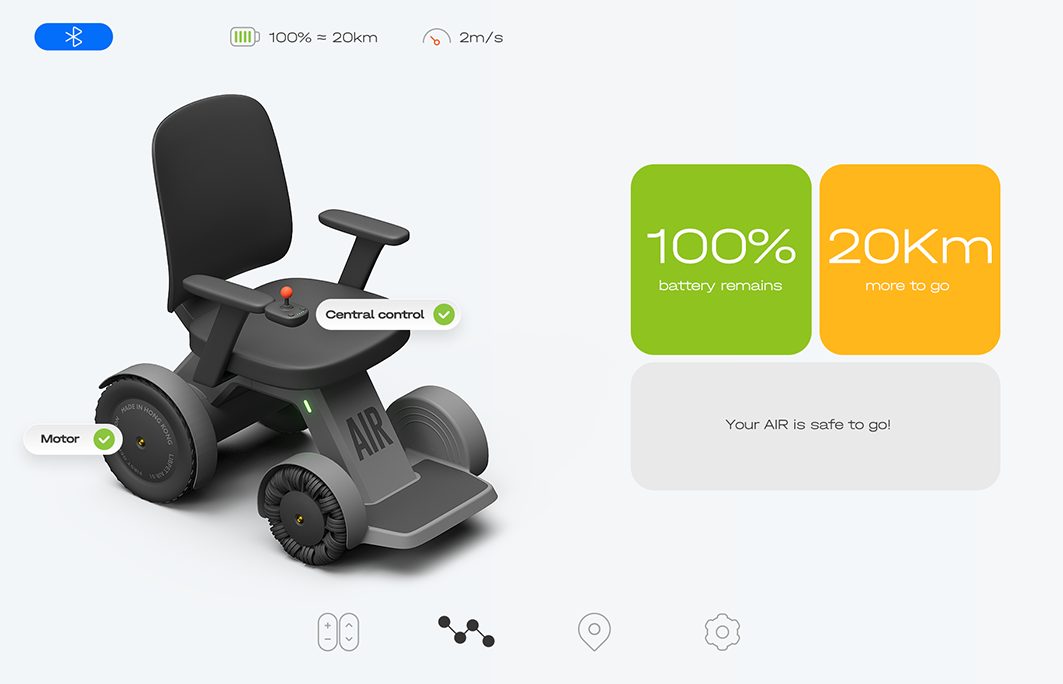 100% ≈ 20km
2m/s
100%
battery remains
20Km
more to go
Central control
AIR
MADE IN HONG KONG
Motor
Your AIR is safe to go!